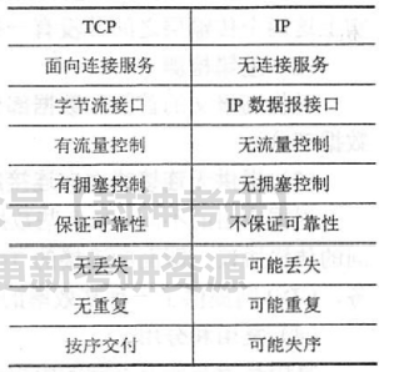 TCP IP
面向连接服务 无连接服务
字节流接口 IP 数据报接口
有流量控制 无流量控制
有拥塞控制 无拥塞控制
号【封神考研】
保证可靠性 不保证可靠性
无丢失 可能丢失
更新考研资源
无重复 可能重复
按序交付 可能失序